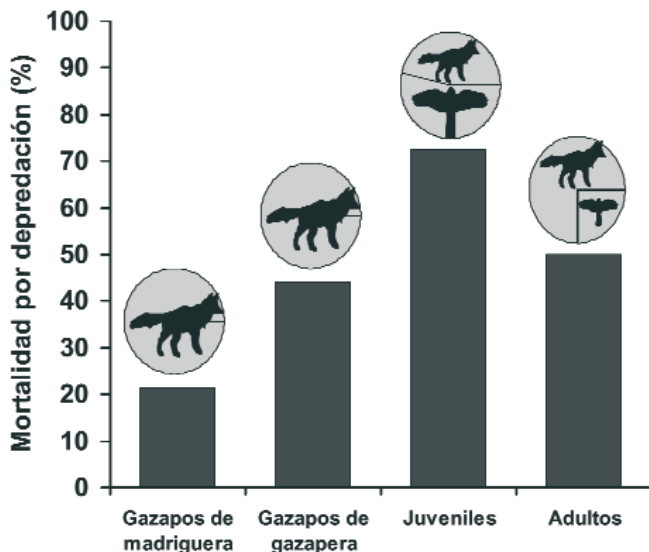 Mortalidad por depredación (%)
100
90
80
70
60
50
40
30
20
10
0
Gazapos de
madriguera
Gazapos de
gazapera
Juveniles
Adultos